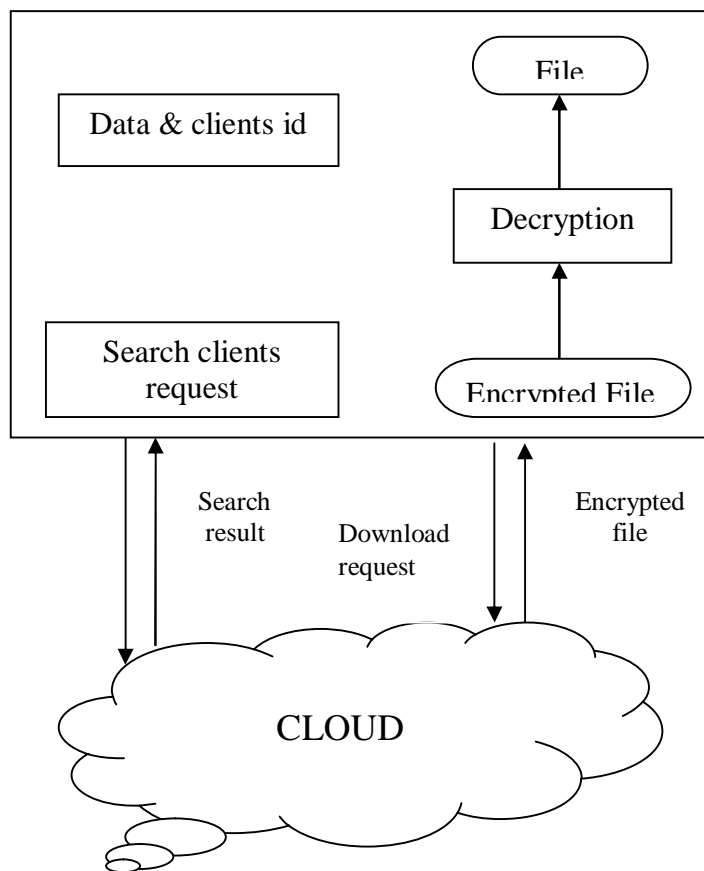 File
Data & clients id
Decryption
Search clients
request
Encrypted File
Search
result
Download
request
Encrypted
file
CLOUD